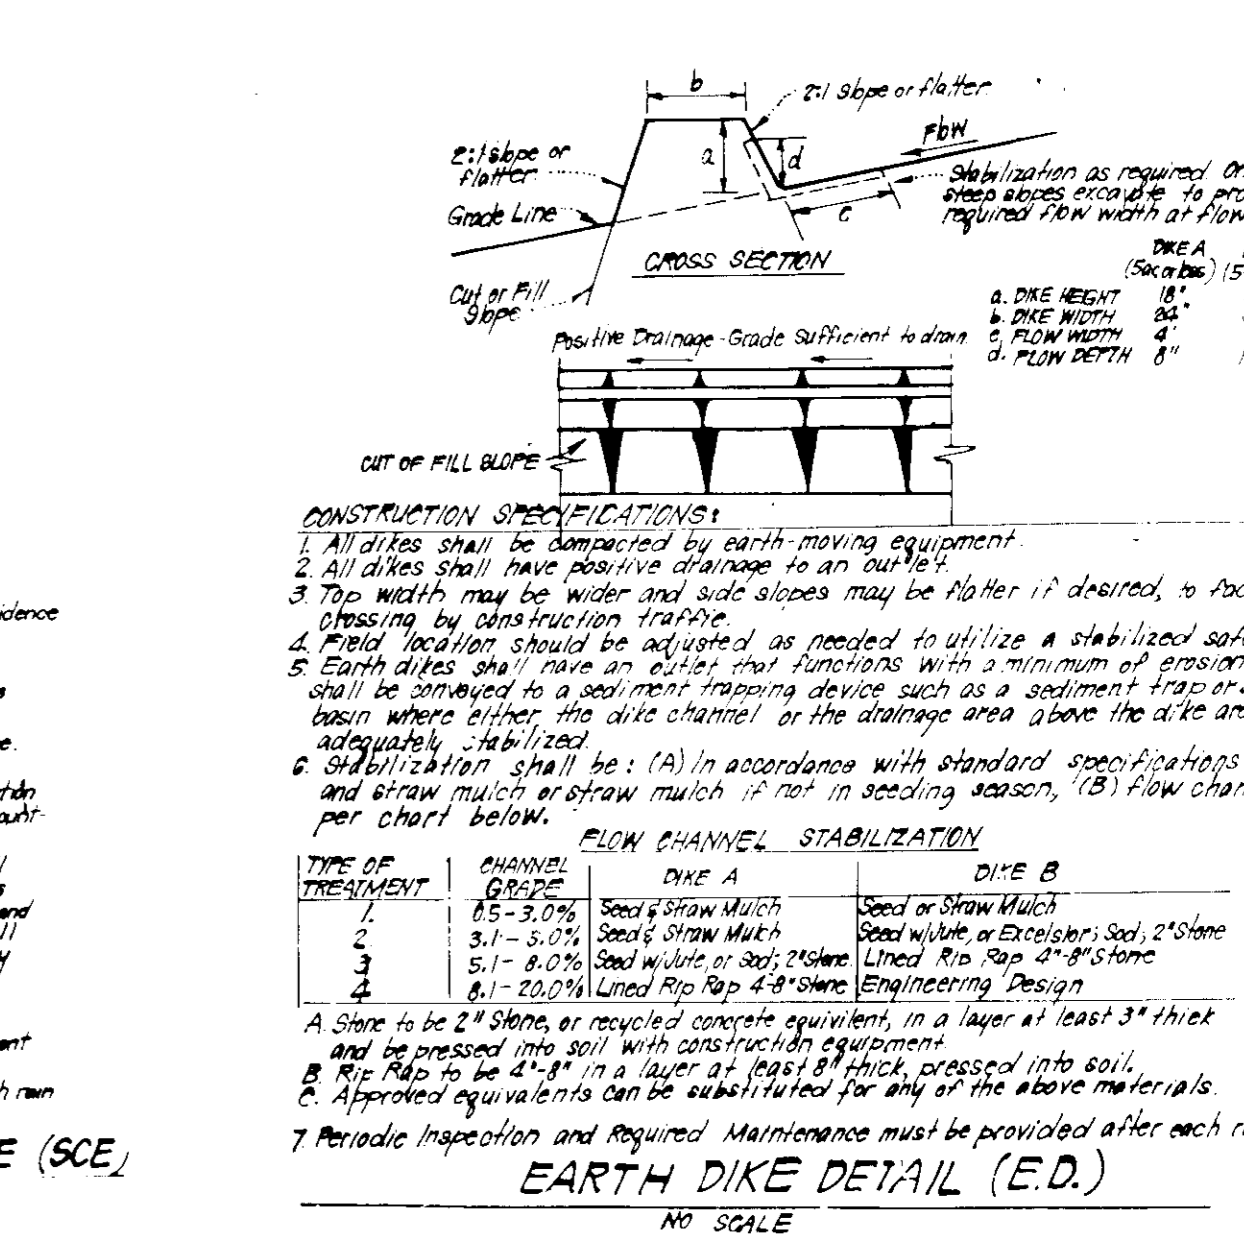 b
2:1 slope or flatter
Flow
2:1 slope or
flatter
a
d
Stabilization as required. On
steep slopes excavate to pro
required flow width at flow
Grade Line
c
CROSS SECTION
DIKE A
(5ac or less) (5
Cut or Fill
Slope
a. DIKE HEIGHT 18"
b. DIKE WIDTH 24"
c. FLOW WIDTH 4'
d. FLOW DEPTH 8"
Positive Drainage - Grade Sufficient to drain
CUT OF FILL SLOPE
CONSTRUCTION SPECIFICATIONS:
1. All dikes shall be compacted by earth-moving equipment.
2. All dikes shall have positive drainage to an outlet.
3. Top width may be wider and side slopes may be flatter if desired, to fac
crossing by construction traffic.
4. Field location should be adjusted as needed to utilize a stabilized safe
5. Earth dikes shall have an outlet that functions with a minimum of erosion
shall be conveyed to a sediment trapping device such as a sediment trap or
basin where either the dike channel or the drainage area above the dike are
adequately stabilized.
6. Stabilization shall be: (A) In accordance with standard specifications
and straw mulch or straw mulch if not in seeding season, (B) flow chan
per chart below.
FLOW CHANNEL STABILIZATION
TYPE OF TREATMENT CHANNEL GRADE DIKE A DIKE B
1. 0.5-3.0% Seed & Straw Mulch Seed or Straw Mulch
2 3.1-5.0% Seed & Straw Mulch Seed w/Jute, or Excelsior; Sod; 2" Stone
3 5.1-8.0% Seed w/Jute, or Sod; 2" Stone. Lined Rip Rap 4"-8" Stone
4 8.1-20.0% Lined Rip Rap 4-8" Stone Engineering Design
A. Stone to be 2" Stone, or recycled concrete equivilent, in a layer at least 3" thick
and be pressed into soil with construction equipment.
B. Rip Rap to be 4"-8" in a layer at least 8" thick, pressed into soil.
C. Approved equivalents can be substituted for any of the above materials.
7. Periodic Inspection and Required Maintenance must be provided after each r
EARTH DIKE DETAIL (E.D.)
NO SCALE
idence
s
e.
ount-
s
end
y
ent
h rain
E (SCE)